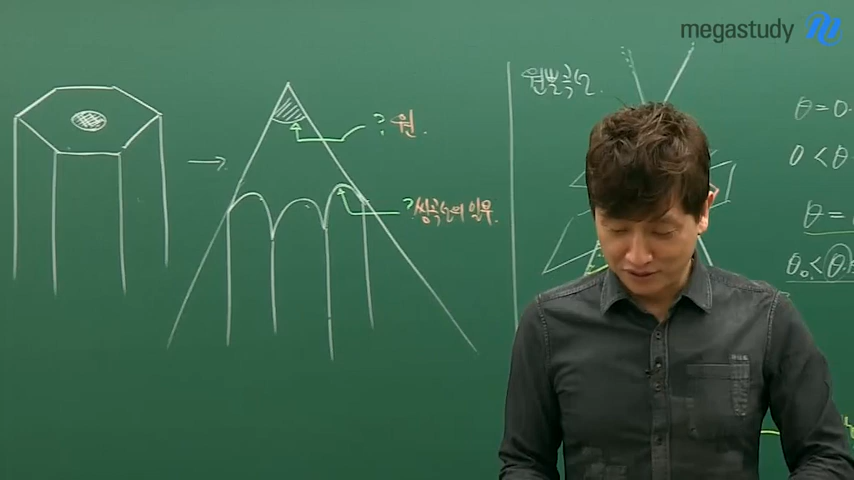 megastudy
원뿔곡선
? 원.
? 쌍곡선의 일부.
θ=0
0<θ
θ=
θ₀<θ